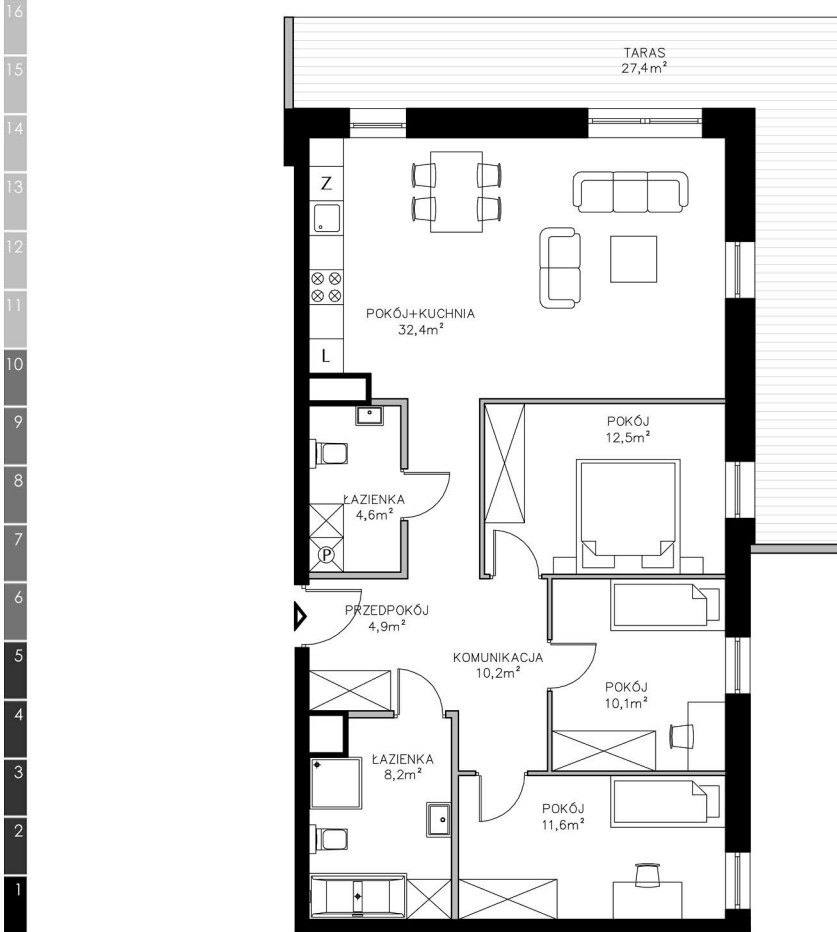 16
15
14
13
12
11
10
9
8
7
6
5
4
3
2
1
TARAS
27,4m²
Z
POKÓJ+KUCHNIA
32,4m²
L
POKÓJ
12,5m²
ŁAZIENKA
4,6m²
P
PRZEDPOKÓJ
4,9m²
KOMUNIKACJA
10,2m²
POKÓJ
10,1m²
ŁAZIENKA
8,2m²
POKÓJ
11,6m²